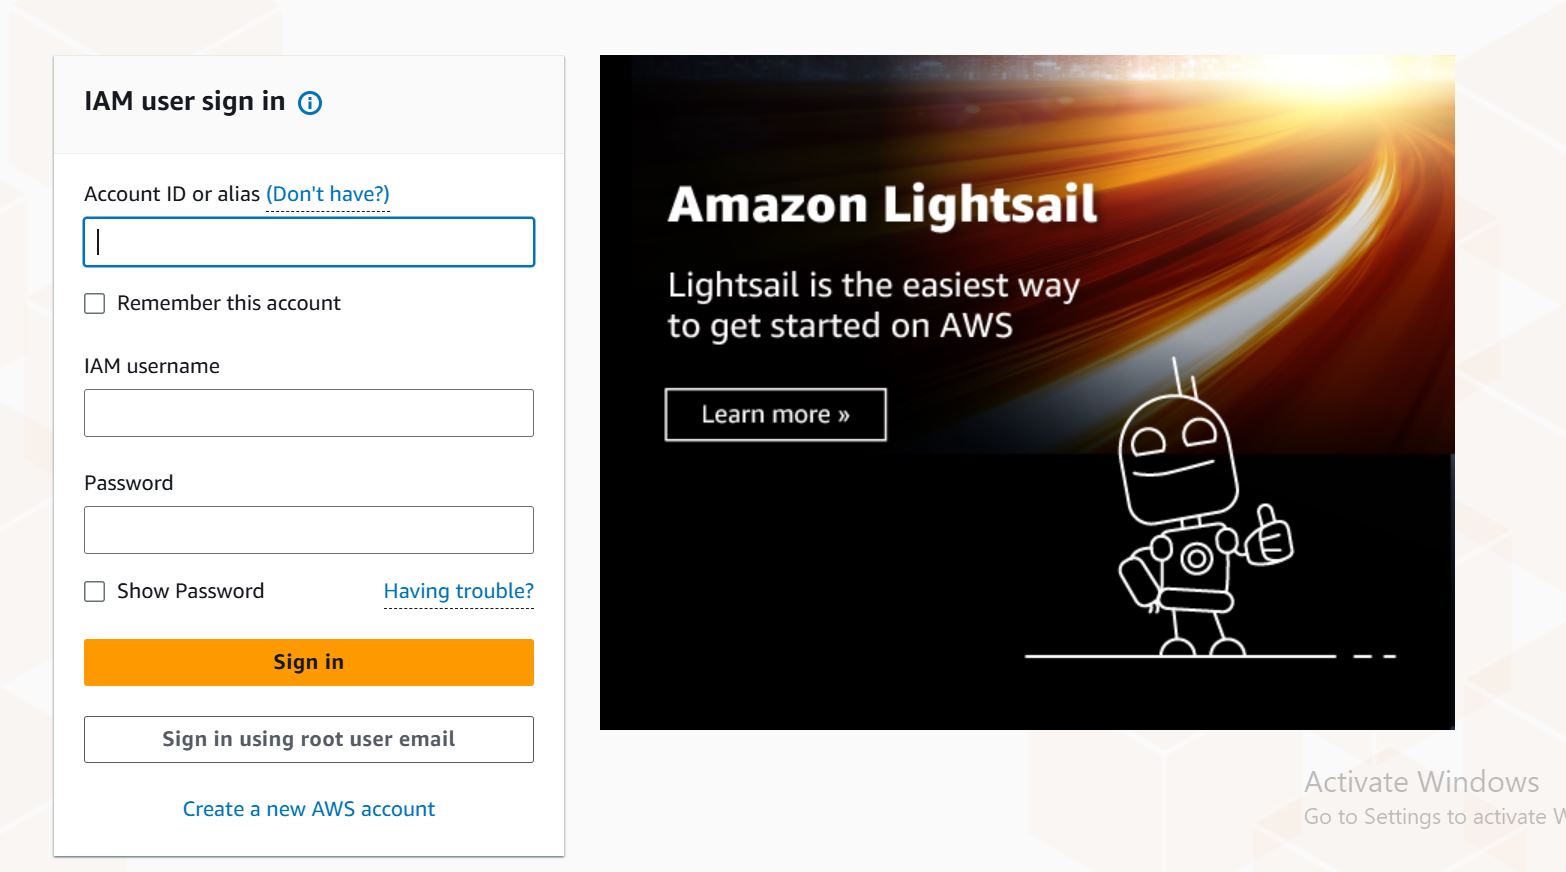 IAM user sign in
Account ID or alias (Don't have?)
Remember this account
IAM username
Password
Show Password Having trouble?
Sign in
Sign in using root user email
Create a new AWS account
Amazon Lightsail
Lightsail is the easiest way
to get started on AWS
Learn more »
Activate Windows
Go to Settings to activate